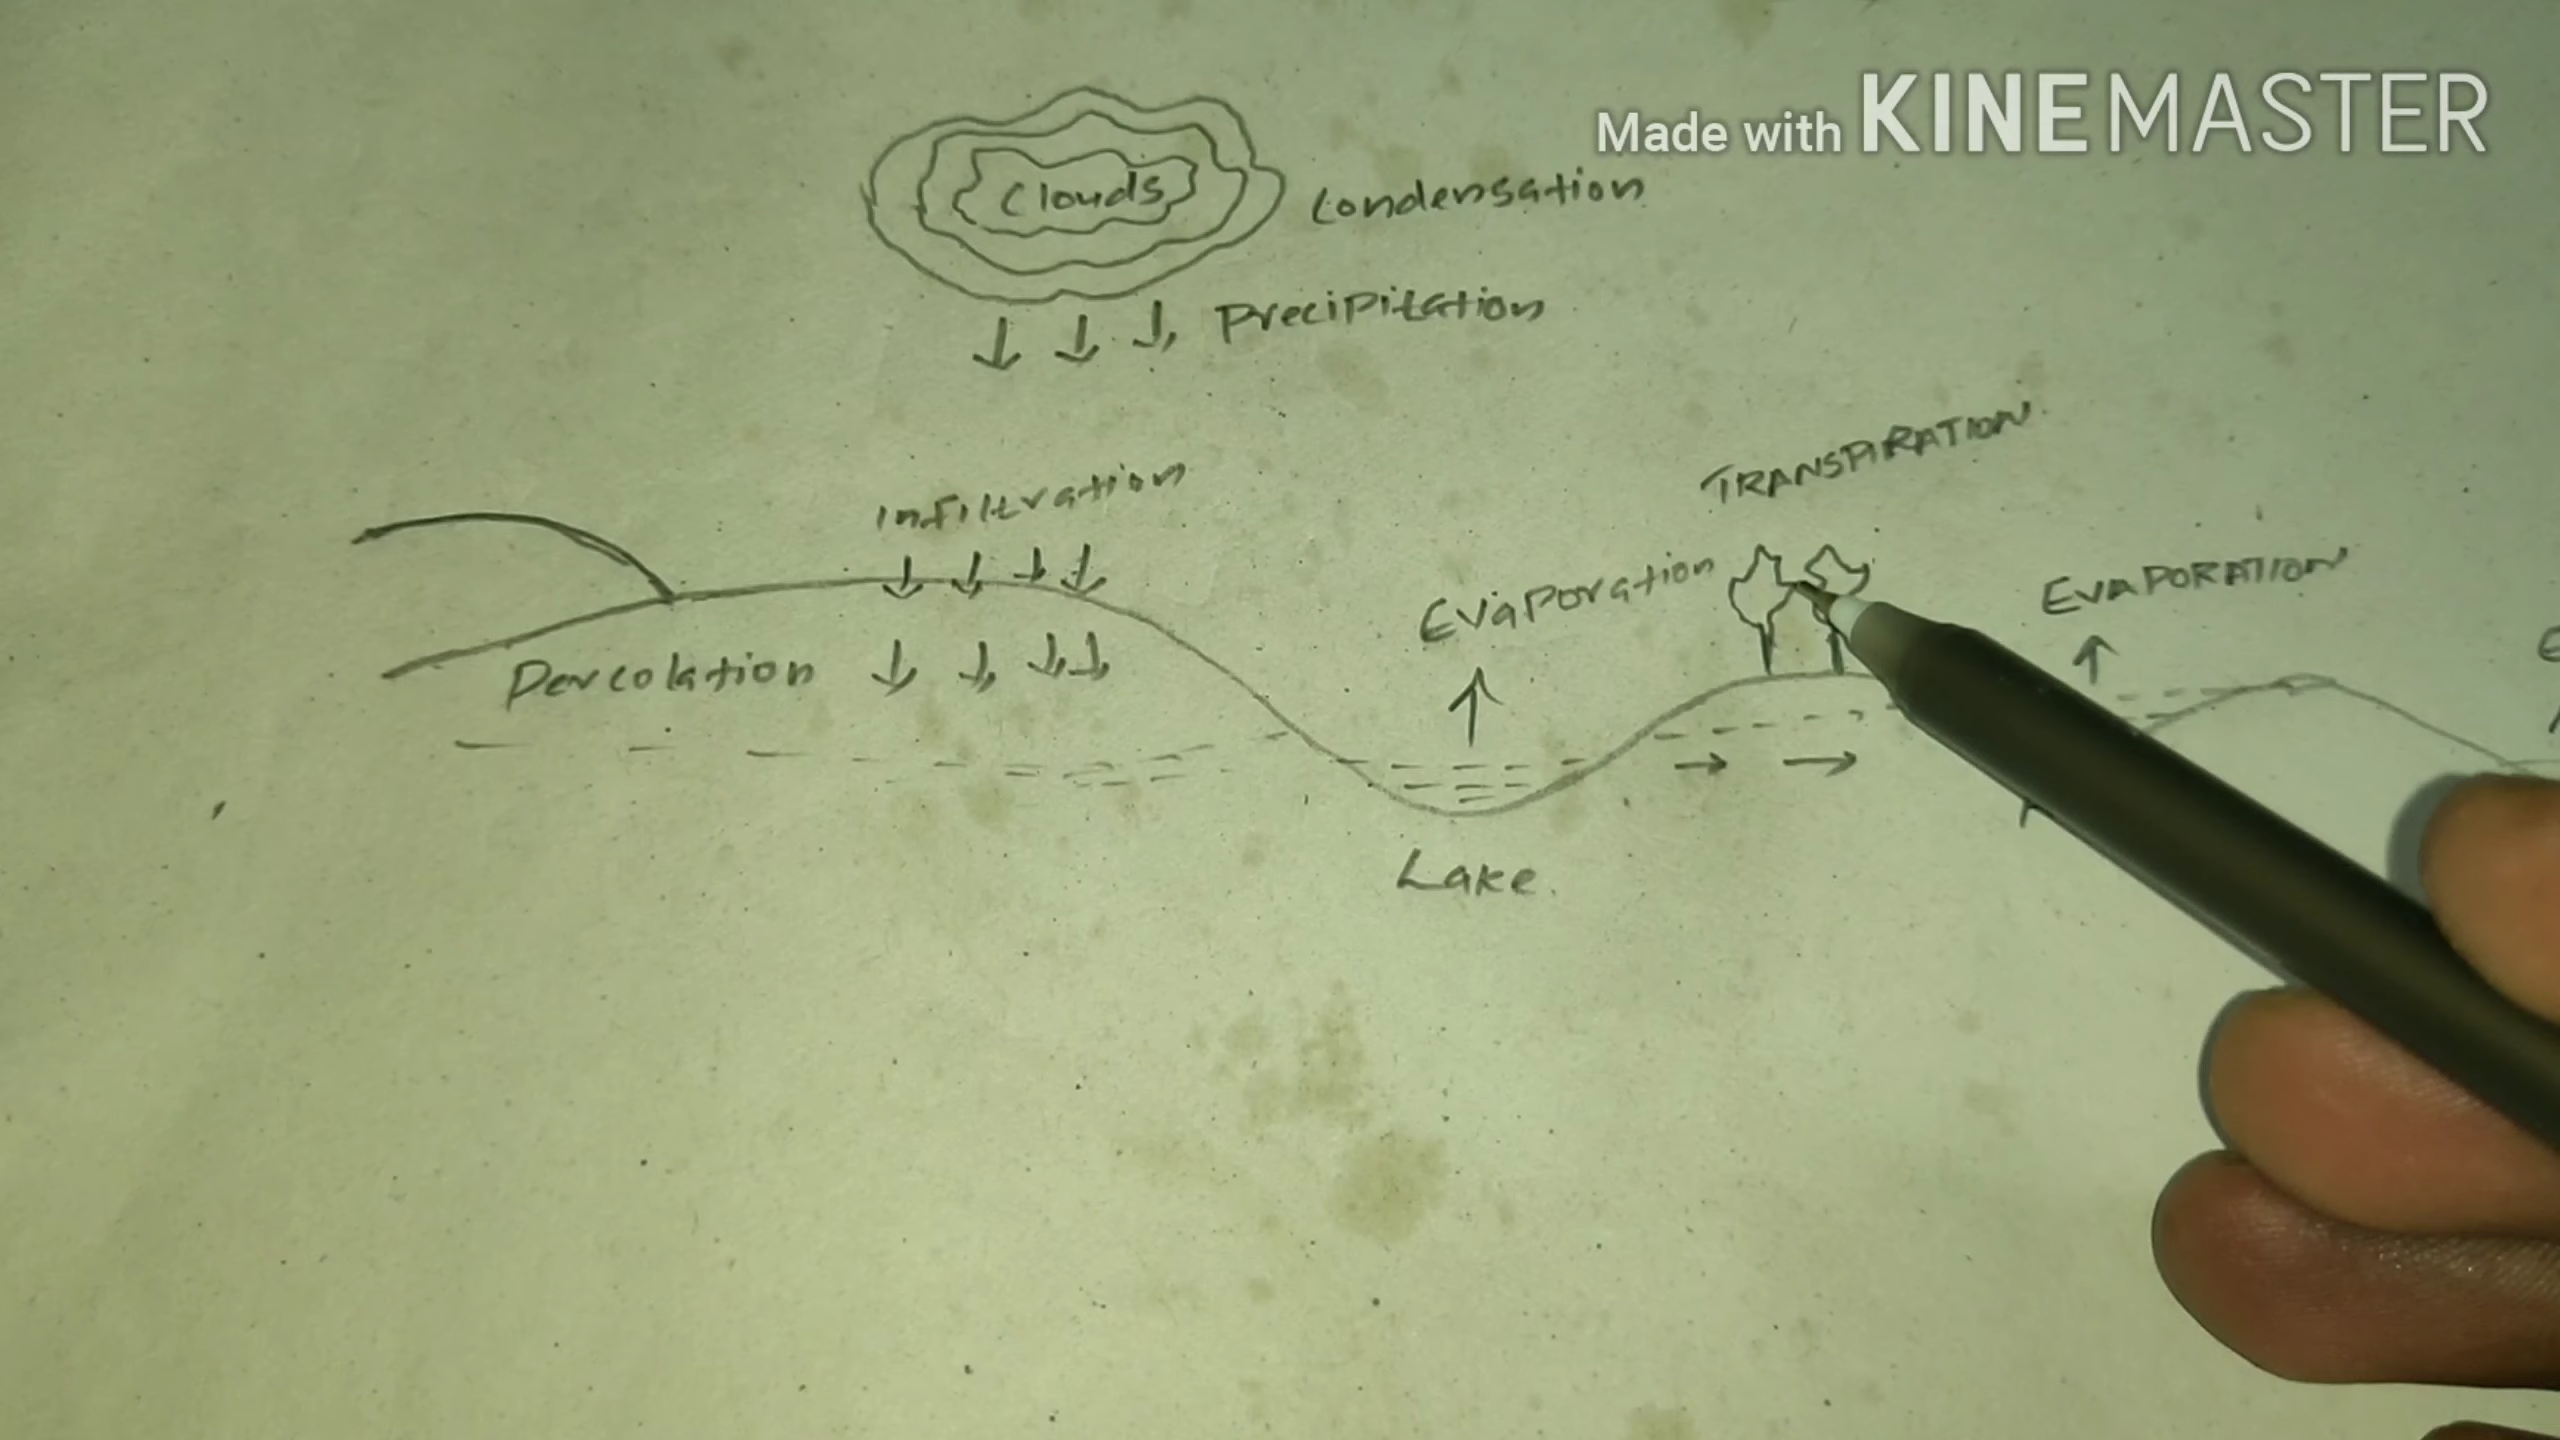 Made with KINEMASTER
Clouds
Condensation
Precipitation
Infiltration
TRANSPIRATION
Evaporation
EVAPORATION
Percolation
Lake